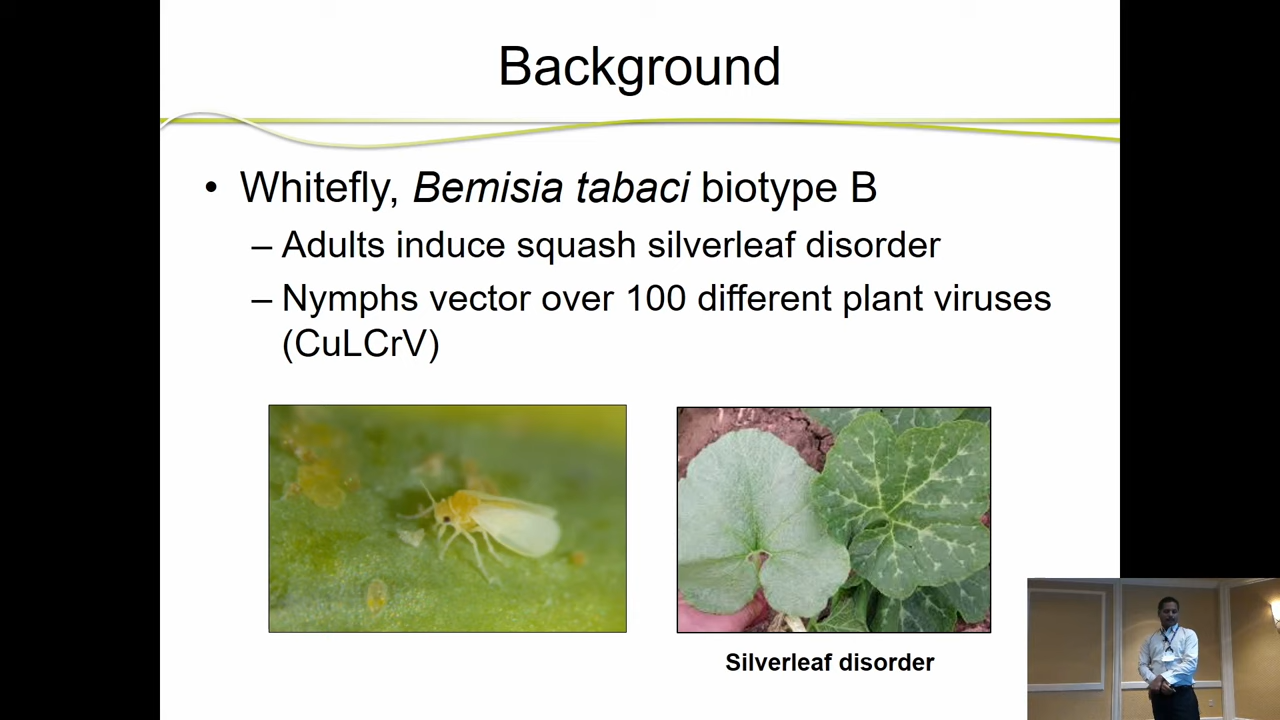 Background
• Whitefly, Bemisia tabaci biotype B
– Adults induce squash silverleaf disorder
– Nymphs vector over 100 different plant viruses
(CuLCrV)
Silverleaf disorder